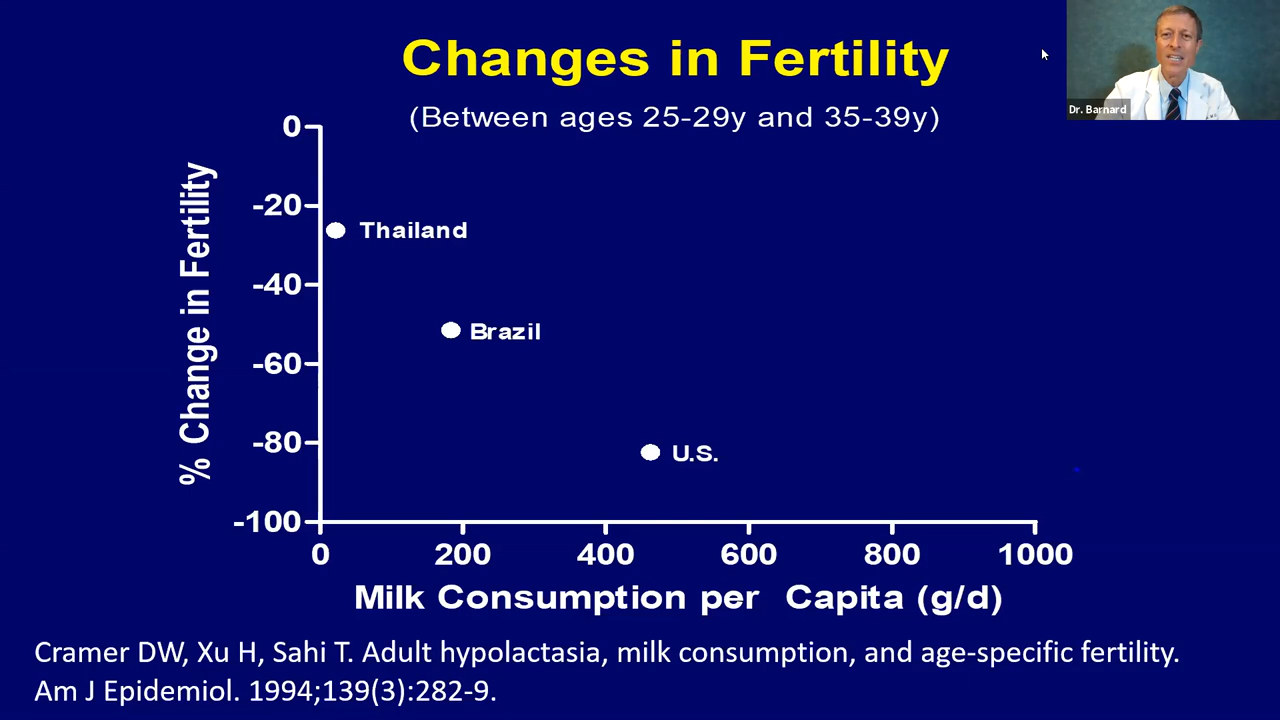 Changes in Fertility
(Between ages 25-29y and 35-39y)
Dr. Barnard
% Change in Fertility
0
-20
-40
-60
-80
-100
Thailand
Brazil
U.S.
0 200 400 600 800 1000
Milk Consumption per Capita (g/d)
Cramer DW, Xu H, Sahi T. Adult hypolactasia, milk consumption, and age-specific fertility.
Am J Epidemiol. 1994;139(3):282-9.